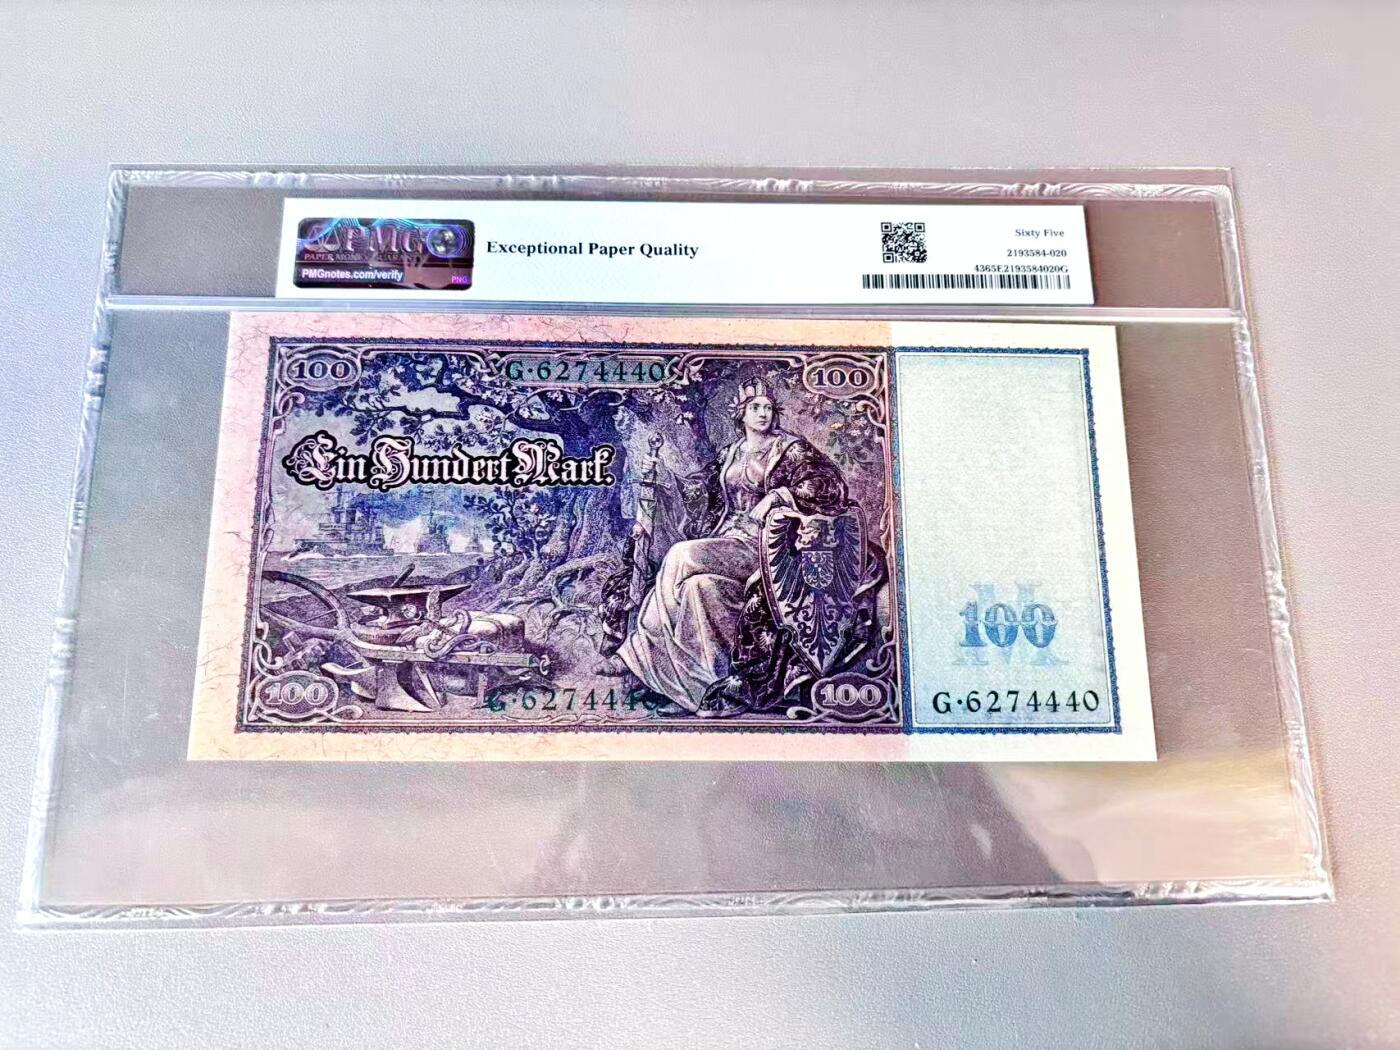 PMG
PAPER MONEY GUARANTY
PMGnotes.com/verify
PNG
Exceptional Paper Quality
Sixty Five
2193584-020
4365E2193584020G
100
G·6274440
100
Ein Hundert Mark.
100
M
100
G·6274440
100
G·6274440